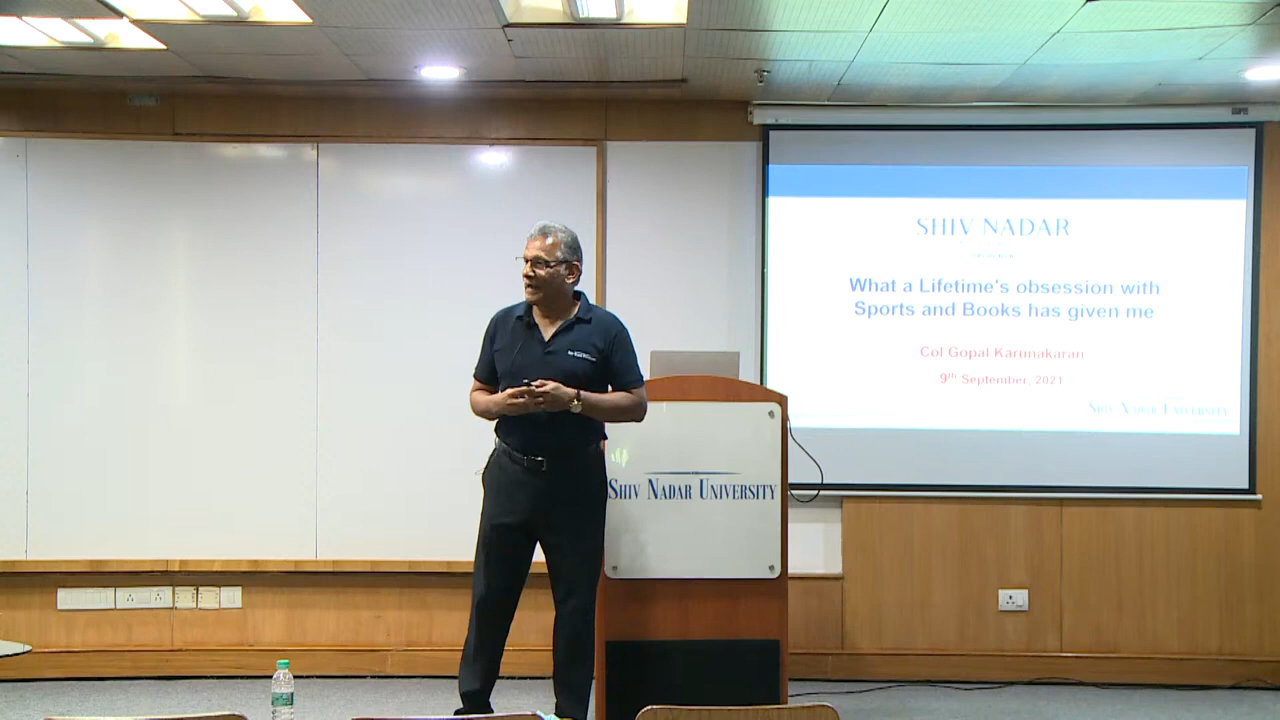 SHIV NADAR
What a Lifetime's obsession with
Sports and Books has given me
Col Gopal Karunakaran
9th September, 2021
SHIV NADAR UNIVERSITY
SHIV NADAR UNIVERSITY